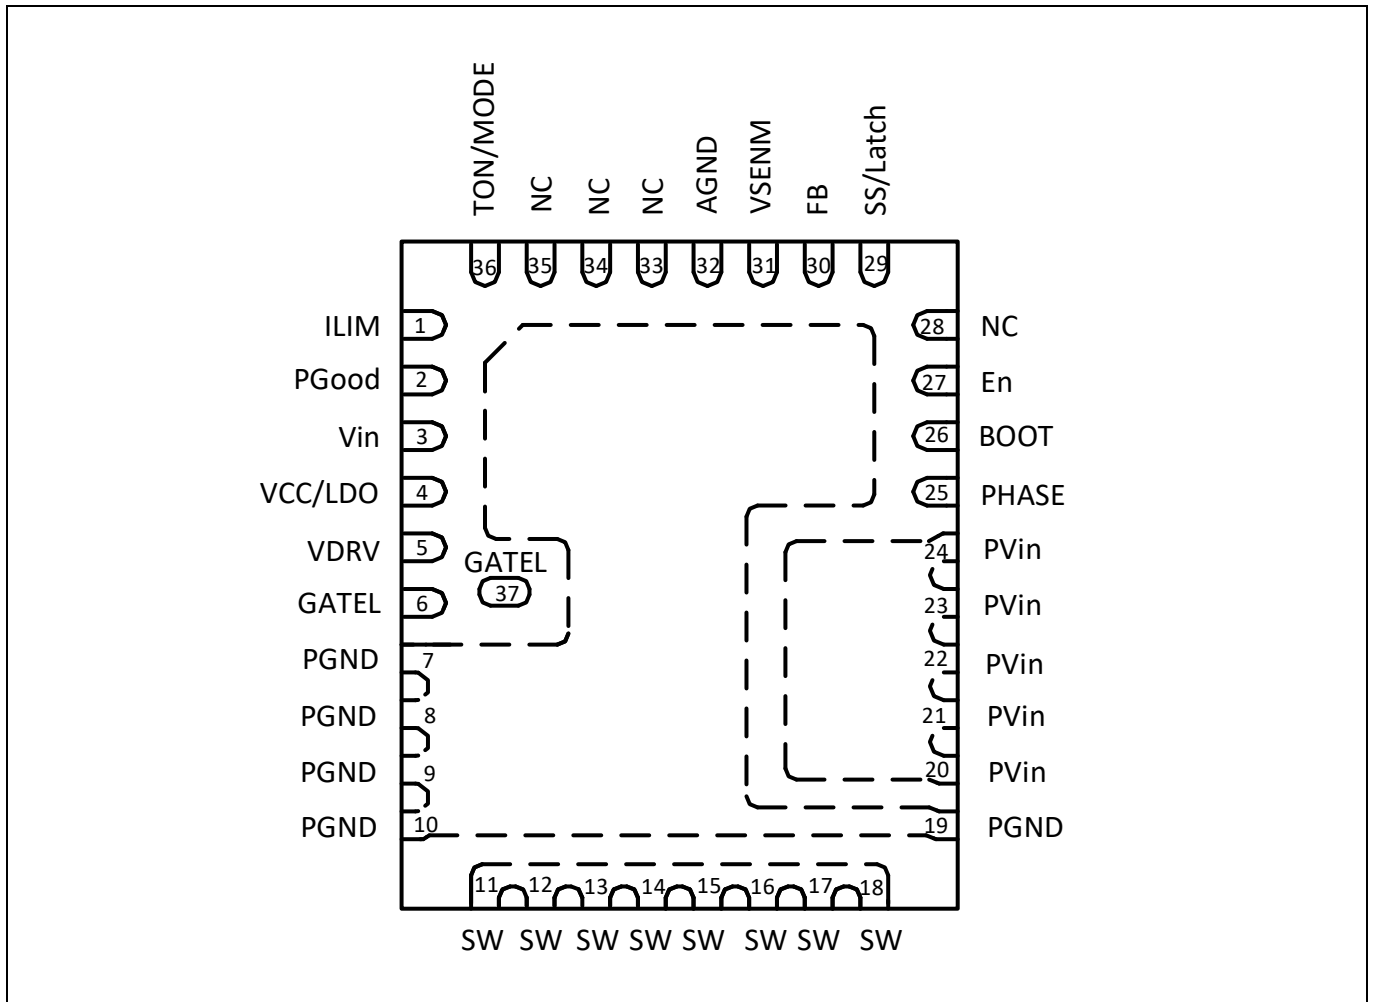 TON/MODE
NC
NC
NC
AGND
VSENM
FB
SS/Latch
36
35
34
33
32
31
30
29
ILIM 1
28 NC
PGood 2
27 En
Vin 3
26 BOOT
VCC/LDO 4
25 PHASE
VDRV 5
24 PVin
GATEL
37
GATEL 6
23 PVin
PGND 7
22 PVin
PGND 8
21 PVin
PGND 9
20 PVin
PGND 10
19 PGND
11 12 13 14 15 16 17 18
SW SW SW SW SW SW SW SW